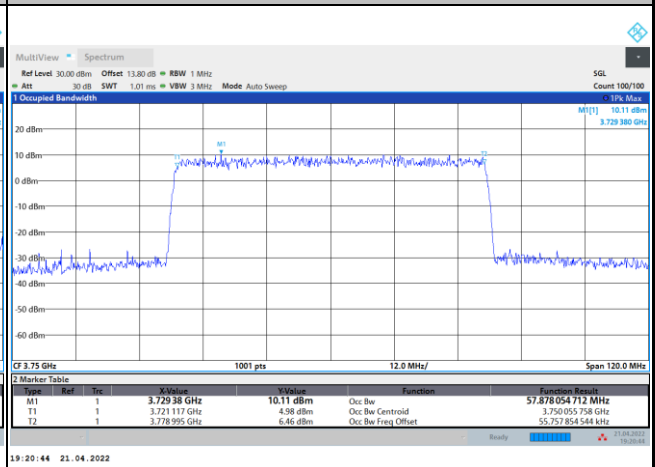 MultiView Spectrum
Ref Level 30.00 dBm Offset 13.80 dB RBW 1 MHz SGL
Att 30 dB SWT 1.01 ms VBW 3 MHz Mode Auto Sweep Count 100/100
1 Occupied Bandwidth 1Pk Max
M1[1] 10.11 dBm
3.729 380 GHz
20 dBm
M1
10 dBm
T1 T2
0 dBm
-10 dBm
-20 dBm
-30 dBm
-40 dBm
-50 dBm
-60 dBm
CF 3.75 GHz 1001 pts 12.0 MHz/ Span 120.0 MHz
2 Marker Table
Type Ref Trc X-Value Y-Value Function Function Result
M1 1 3.729 38 GHz 10.11 dBm Occ Bw 57.878 054 712 MHz
T1 1 3.721 117 GHz 4.98 dBm Occ Bw Centroid 3.750 055 758 GHz
T2 1 3.778 995 GHz 6.46 dBm Occ Bw Freq Offset 55.757 854 544 kHz
Ready 21.04.2022
19:20:44
19:20:44 21.04.2022